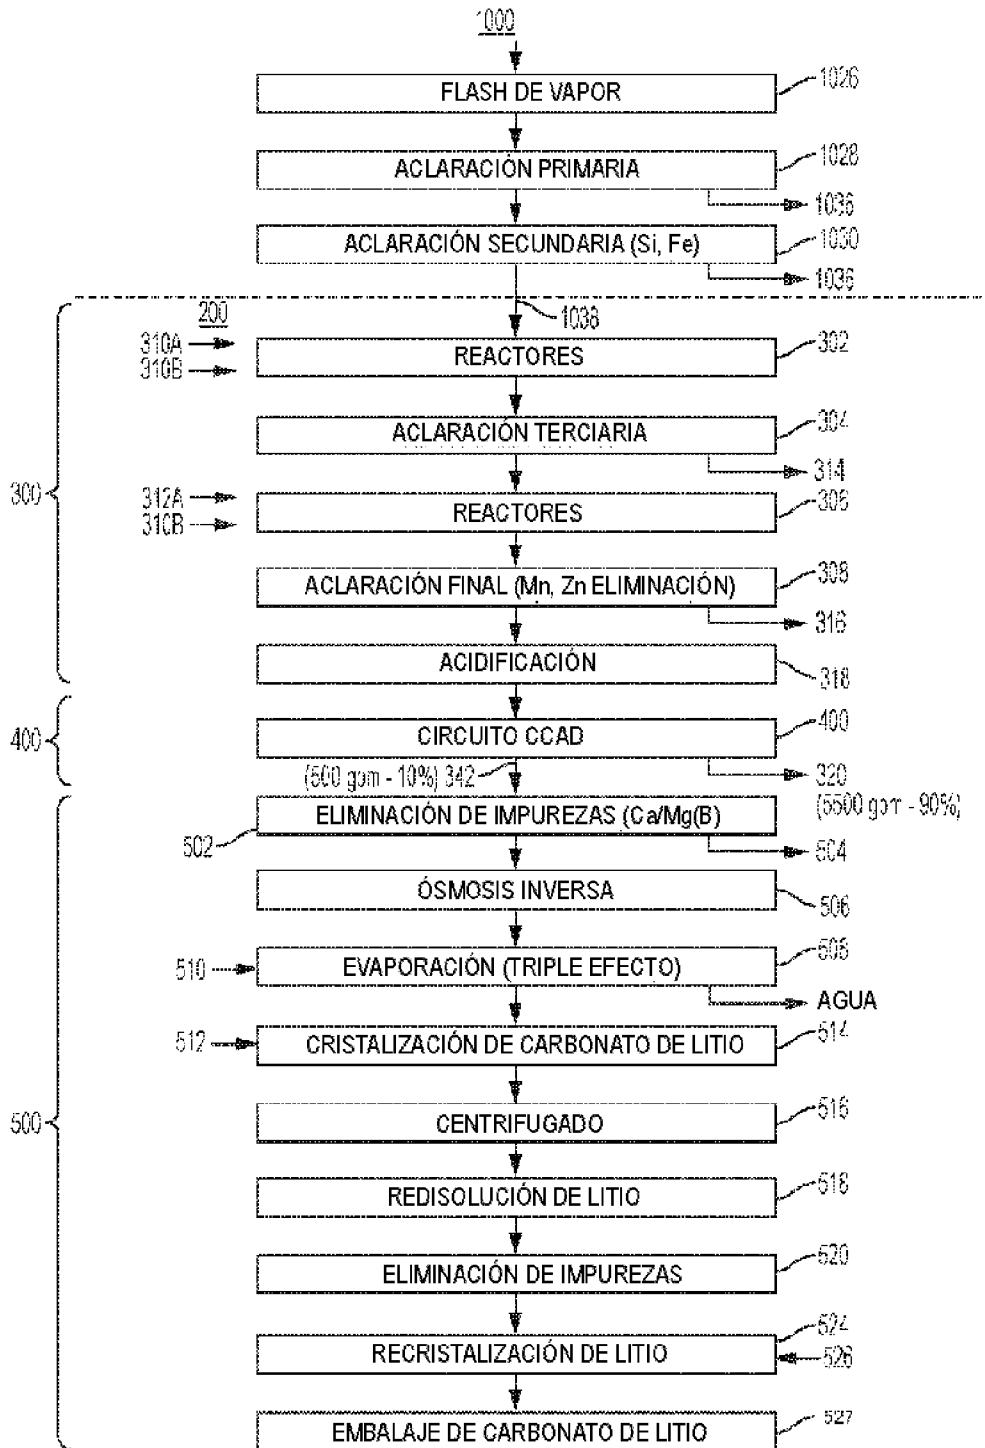 1000
FLASH DE VAPOR
1026
ACLARACIÓN PRIMARIA
1028
1036
ACLARACIÓN SECUNDARIA (Si, Fe)
1030
1036
200
1038
310A
310B
REACTORES
302
ACLARACIÓN TERCIARIA
304
314
300
312A
310B
REACTORES
306
ACLARACIÓN FINAL (Mn, Zn ELIMINACIÓN)
308
316
ACIDIFICACIÓN
318
400
CIRCUITO CCAD
400
(500 gpm - 10%) 342
320
(5500 gpm - 90%)
ELIMINACIÓN DE IMPUREZAS (Ca/Mg(B)
502
504
ÓSMOSIS INVERSA
506
510
EVAPORACIÓN (TRIPLE EFECTO)
508
AGUA
512
CRISTALIZACIÓN DE CARBONATO DE LITIO
514
500
CENTRIFUGADO
516
REDISOLUCIÓN DE LITIO
518
ELIMINACIÓN DE IMPUREZAS
520
RECRISTALIZACIÓN DE LITIO
524
526
EMBALAJE DE CARBONATO DE LITIO
527